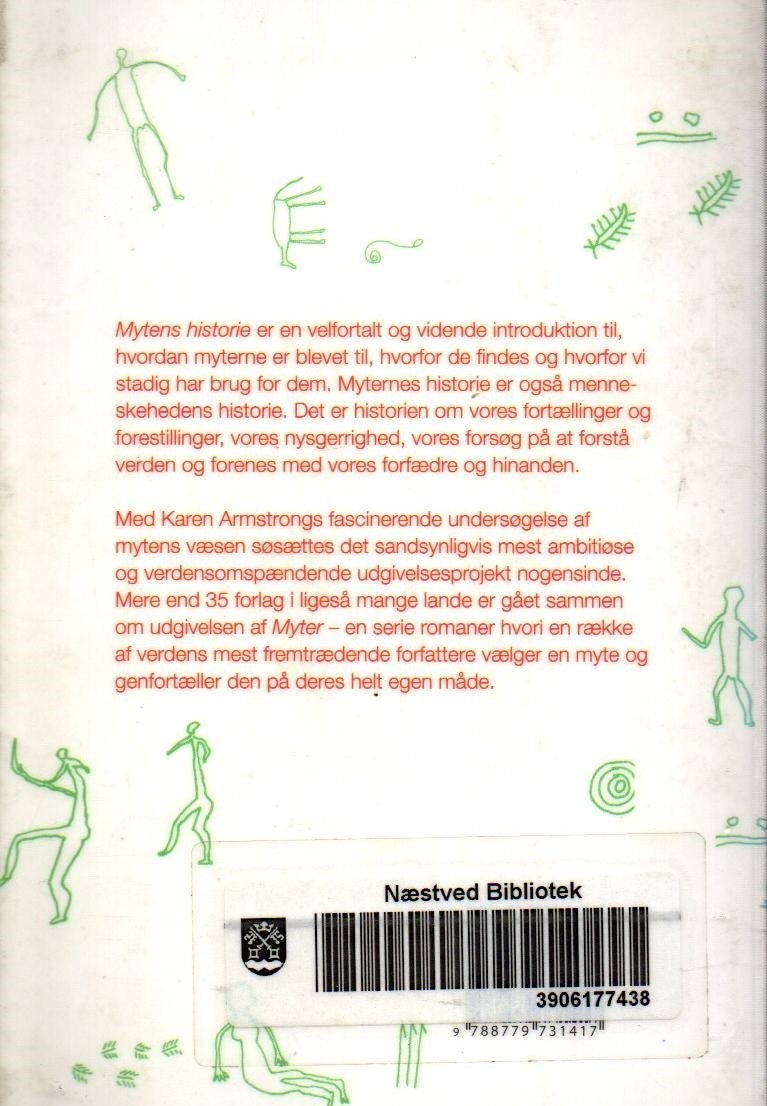 Mytens historie er en velfortalt og vidende introduktion til,
hvordan myterne er blevet til, hvorfor de findes og hvorfor vi
stadig har brug for dem. Myternes historie er også menne-
skehedens historie. Det er historien om vores fortællinger og
forestillinger, vores nysgerrighed, vores forsøg på at forstå
verden og forenes med vores forfædre og hinanden.
Med Karen Armstrongs fascinerende undersøgelse af
mytens væsen søsættes det sandsynligvis mest ambitiøse
og verdensomspændende udgivelsesprojekt nogensinde.
Mere end 35 forlag i ligeså mange lande er gået sammen
om udgivelsen af Myter – en serie romaner hvori en række
af verdens mest fremtrædende forfattere vælger en myte og
genfortæller den på deres helt egen måde.
Næstved Bibliotek
3906177438
9 788779 731417